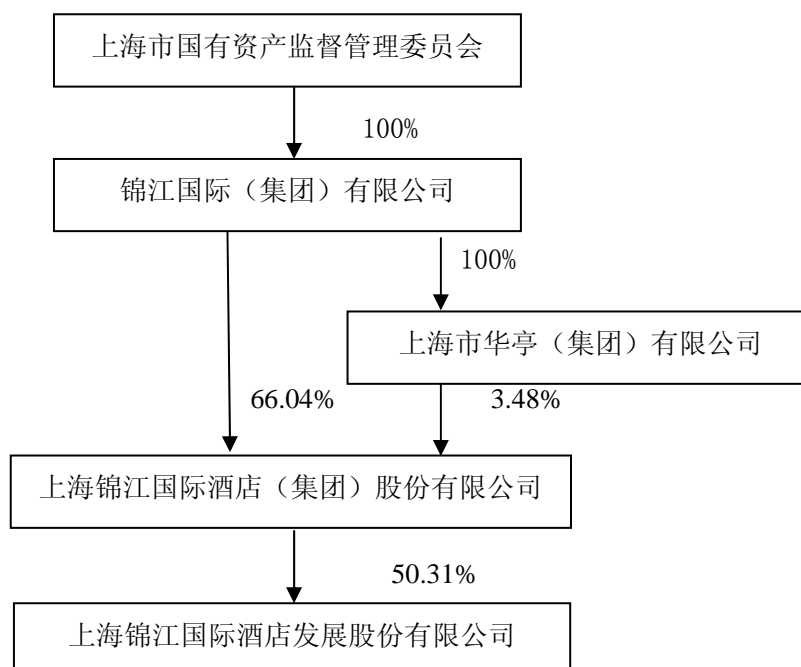 上海市国有资产监督管理委员会
100%
锦江国际（集团）有限公司
100%
上海市华亭（集团）有限公司
66.04%
3.48%
上海锦江国际酒店（集团）股份有限公司
50.31%
上海锦江国际酒店发展股份有限公司